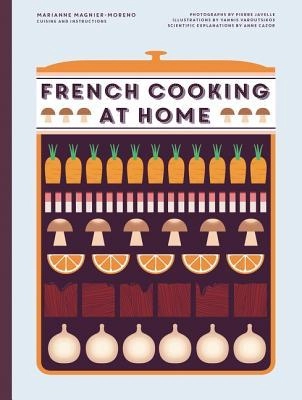 MARIANNE MAGNIER-MORENO
CUISINE AND INSTRUCTIONS
PHOTOGRAPHS BY PIERRE JAVELLE
ILLUSTRATIONS BY YANNIS VAROUTSIKOS
SCIENTIFIC EXPLANATIONS BY ANNE CAZOR
FRENCH COOKING
AT HOME